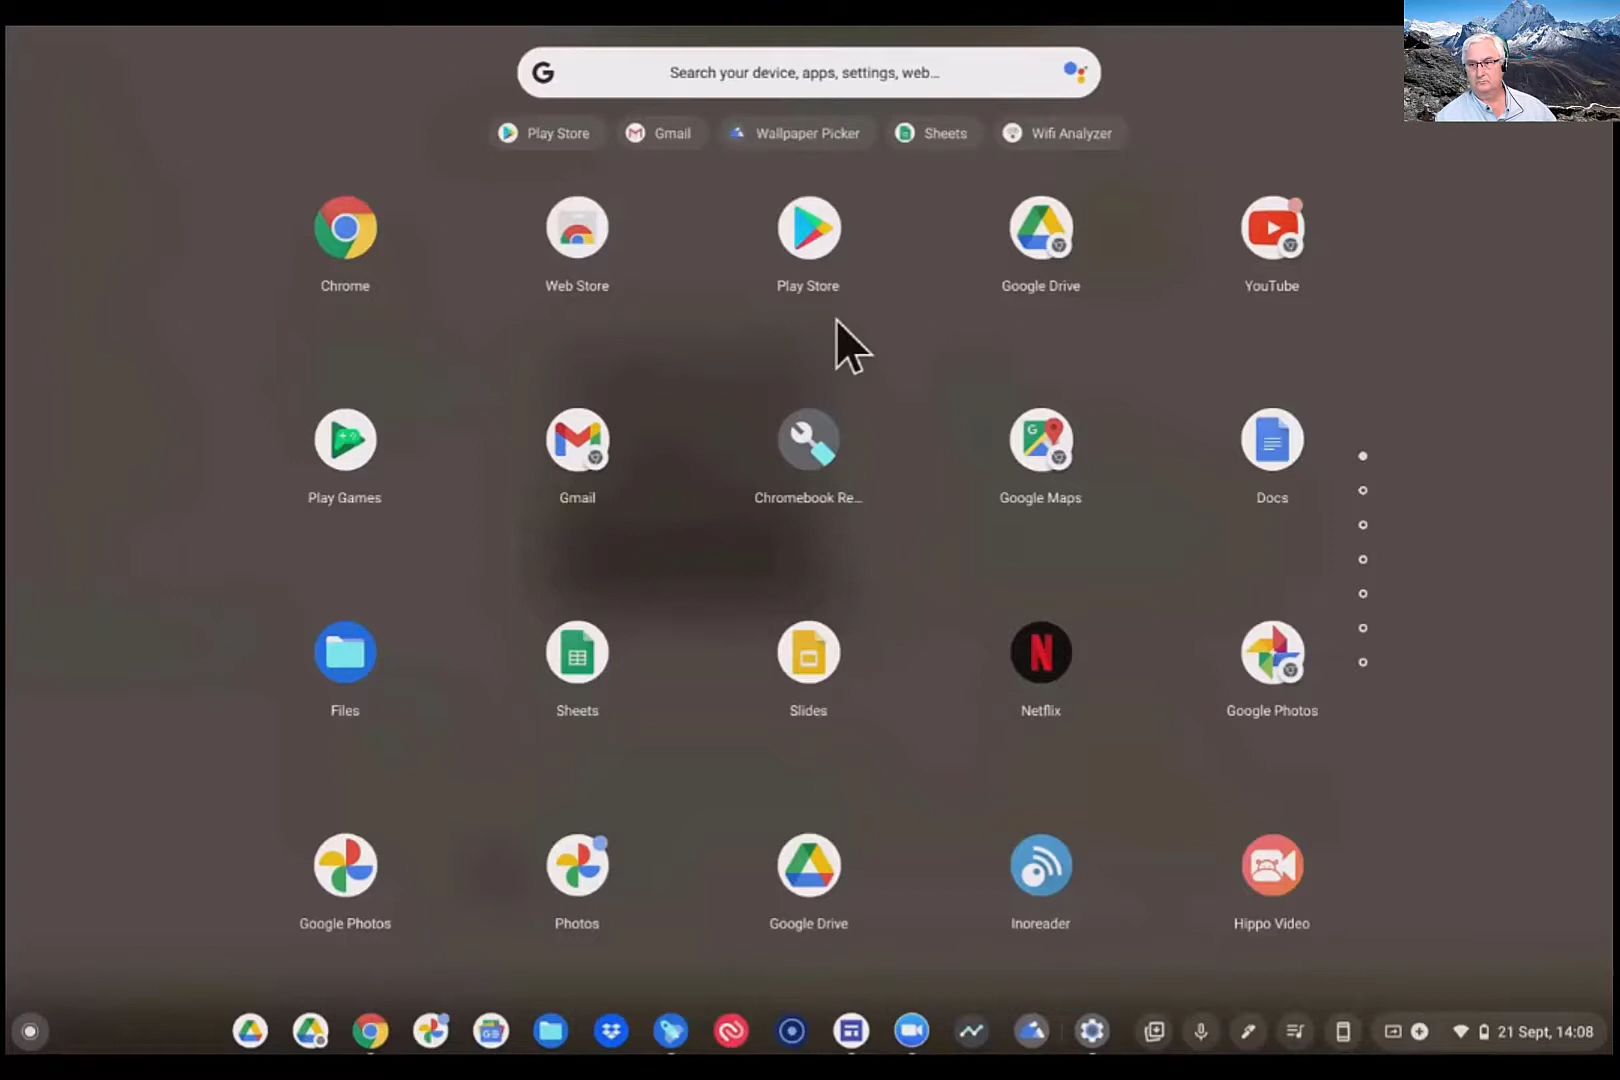 Search your device, apps, settings, web...
Play Store Gmail Wallpaper Picker Sheets Wifi Analyzer
Chrome Web Store Play Store Google Drive YouTube
Play Games Gmail Chromebook Re... Google Maps Docs
Files Sheets Slides Netflix Google Photos
Google Photos Photos Google Drive Inoreader Hippo Video
21 Sept, 14:08